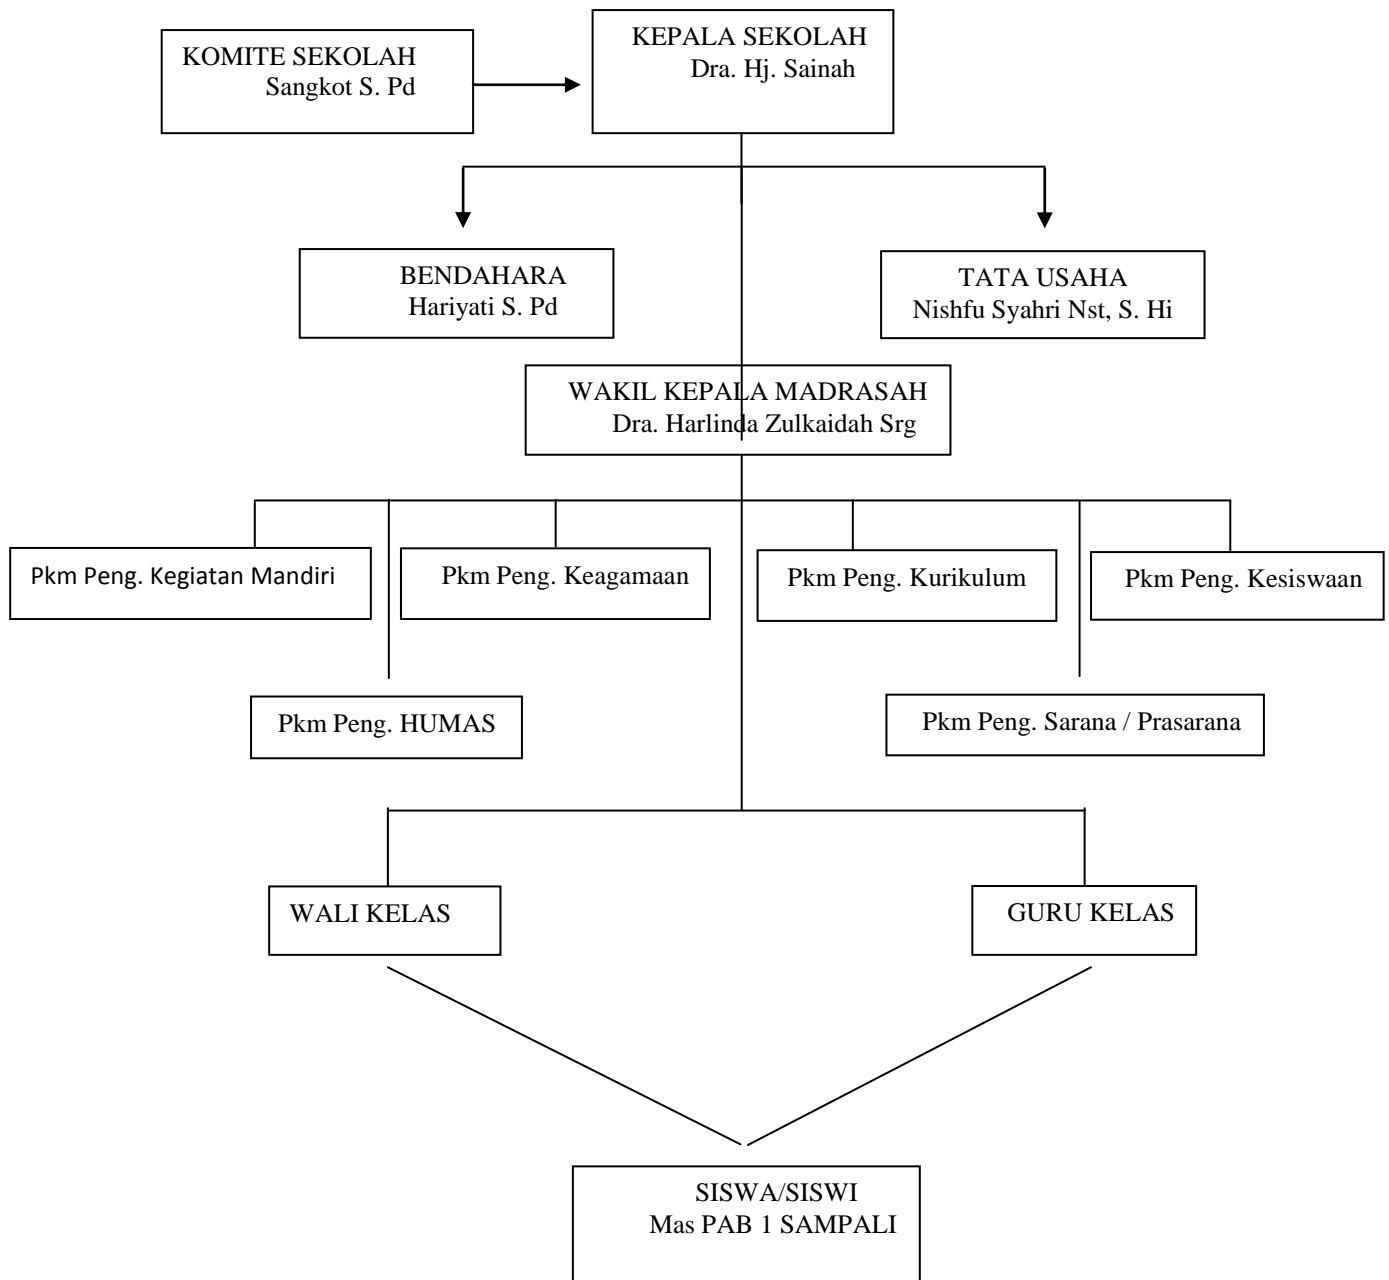 KOMITE SEKOLAH
Sangkot S. Pd
KEPALA SEKOLAH
Dra. Hj. Sainah
BENDAHARA
Hariyati S. Pd
TATA USAHA
Nishfu Syahri Nst, S. Hi
WAKIL KEPALA MADRASAH
Dra. Harlinda Zulkaidah Srg
Pkm Peng. Kegiatan Mandiri
Pkm Peng. Keagamaan
Pkm Peng. Kurikulum
Pkm Peng. Kesiswaan
Pkm Peng. HUMAS
Pkm Peng. Sarana / Prasarana
WALI KELAS
GURU KELAS
SISWA/SISWI
Mas PAB 1 SAMPALI